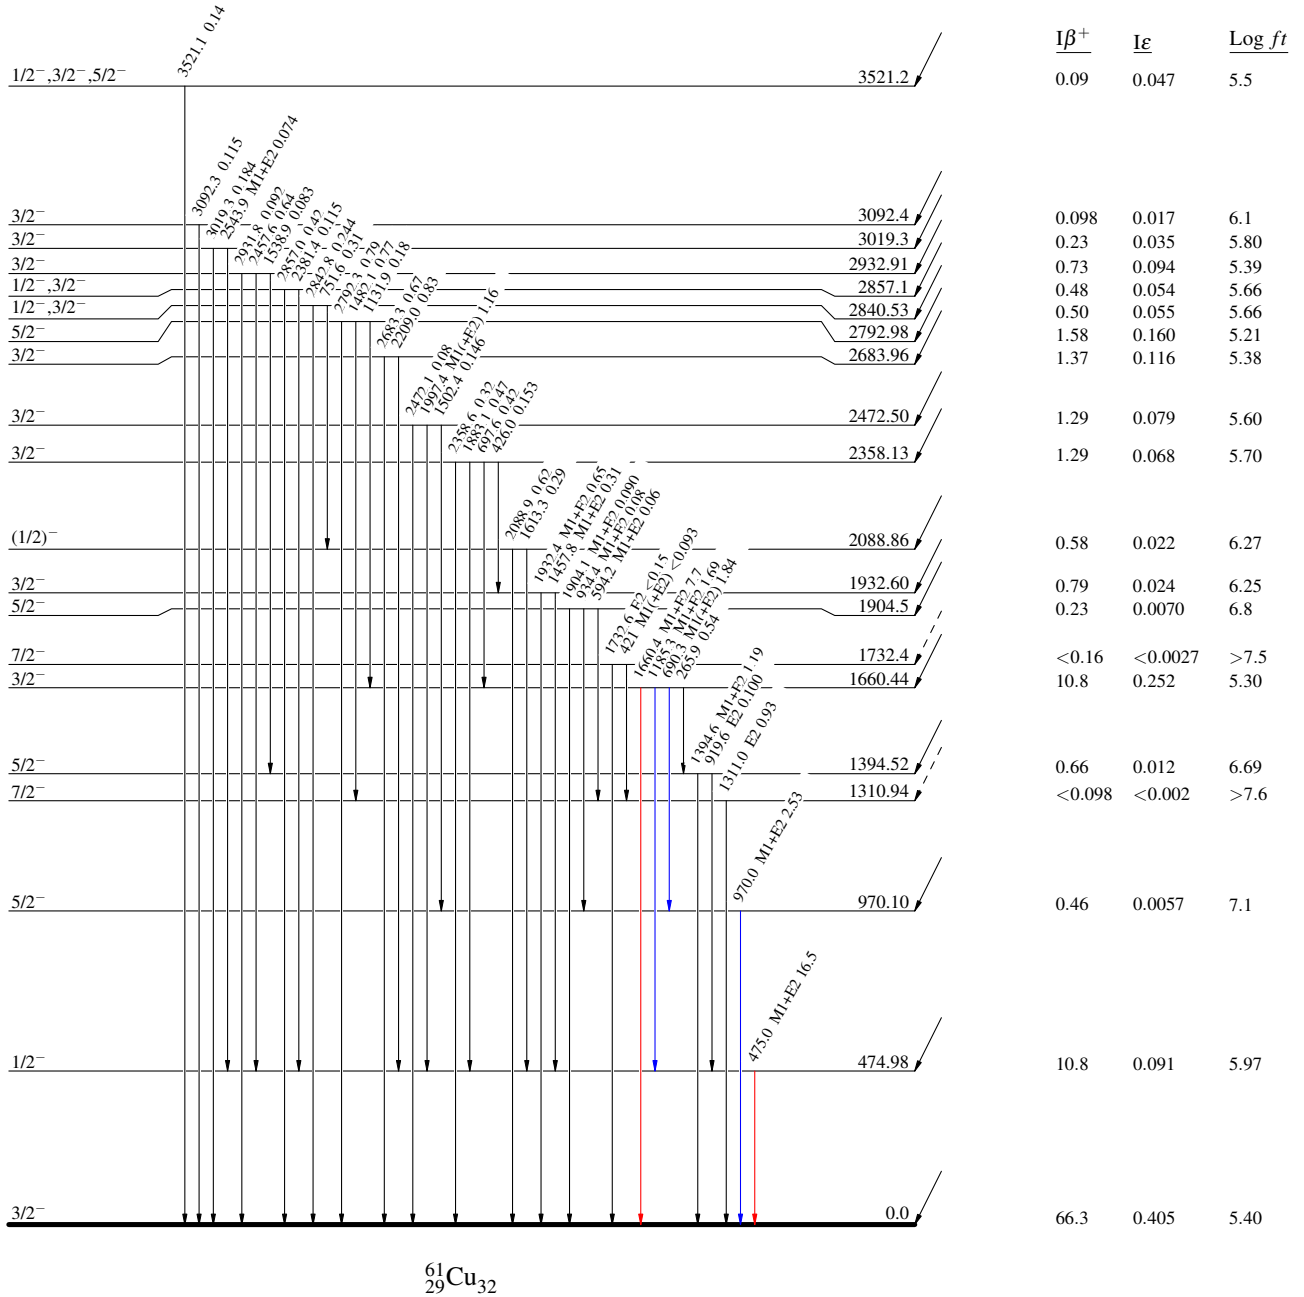 Iβ⁺ Iε Log ft
3521.1 0.14
1/2⁻,3/2⁻,5/2⁻ 3521.2 0.09 0.047 5.5
3092.3 0.115
3/2⁻ 3092.4 0.098 0.017 6.1
3019.3 0.184
2543.9 M1+E2 0.074
3/2⁻ 3019.3 0.23 0.035 5.80
2931.8 0.092
2457.6 0.64
1538.9 0.083
3/2⁻ 2932.91 0.73 0.094 5.39
2857.0 0.42
2381.4 0.115
1/2⁻,3/2⁻ 2857.1 0.48 0.054 5.66
2842.8 0.244
751.6 0.31
1/2⁻,3/2⁻ 2840.53 0.50 0.055 5.66
2792.3 0.79
1482.1 0.77
1131.9 0.18
5/2⁻ 2792.98 1.58 0.160 5.21
2683.3 0.67
2209.0 0.83
3/2⁻ 2683.96 1.37 0.116 5.38
2472.1 0.08
1997.4 M1(+E2) 1.16
1502.4 0.146
3/2⁻ 2472.50 1.29 0.079 5.60
2358.6 0.32
1883.1 0.47
697.6 0.42
426.0 0.153
3/2⁻ 2358.13 1.29 0.068 5.70
2088.9 0.62
1613.3 0.29
(1/2)⁻ 2088.86 0.58 0.022 6.27
1932.4 M1+E2 0.65
1457.8 M1+E2 0.31
3/2⁻ 1932.60 0.79 0.024 6.25
1904.1 M1+E2 0.090
934.4 M1+E2 0.08
594.2 M1+E2 0.06
5/2⁻ 1904.5 0.23 0.0070 6.8
1732.6 E2 <0.15
421 M1(+E2) <0.093
7/2⁻ 1732.4 <0.16 <0.0027 >7.5
1660.4 M1+E2 7.7
1185.3 M1+E2 1.69
690.3 M1(+E2) 1.84
265.9 0.54
3/2⁻ 1660.44 10.8 0.252 5.30
1394.6 M1+E2 1.19
919.6 E2 0.100
5/2⁻ 1394.52 0.66 0.012 6.69
1311.0 E2 0.93
7/2⁻ 1310.94 <0.098 <0.002 >7.6
970.0 M1+E2 2.53
5/2⁻ 970.10 0.46 0.0057 7.1
475.0 M1+E2 16.5
1/2⁻ 474.98 10.8 0.091 5.97
3/2⁻ 0.0 66.3 0.405 5.40
⁶¹₂₉Cu₃₂